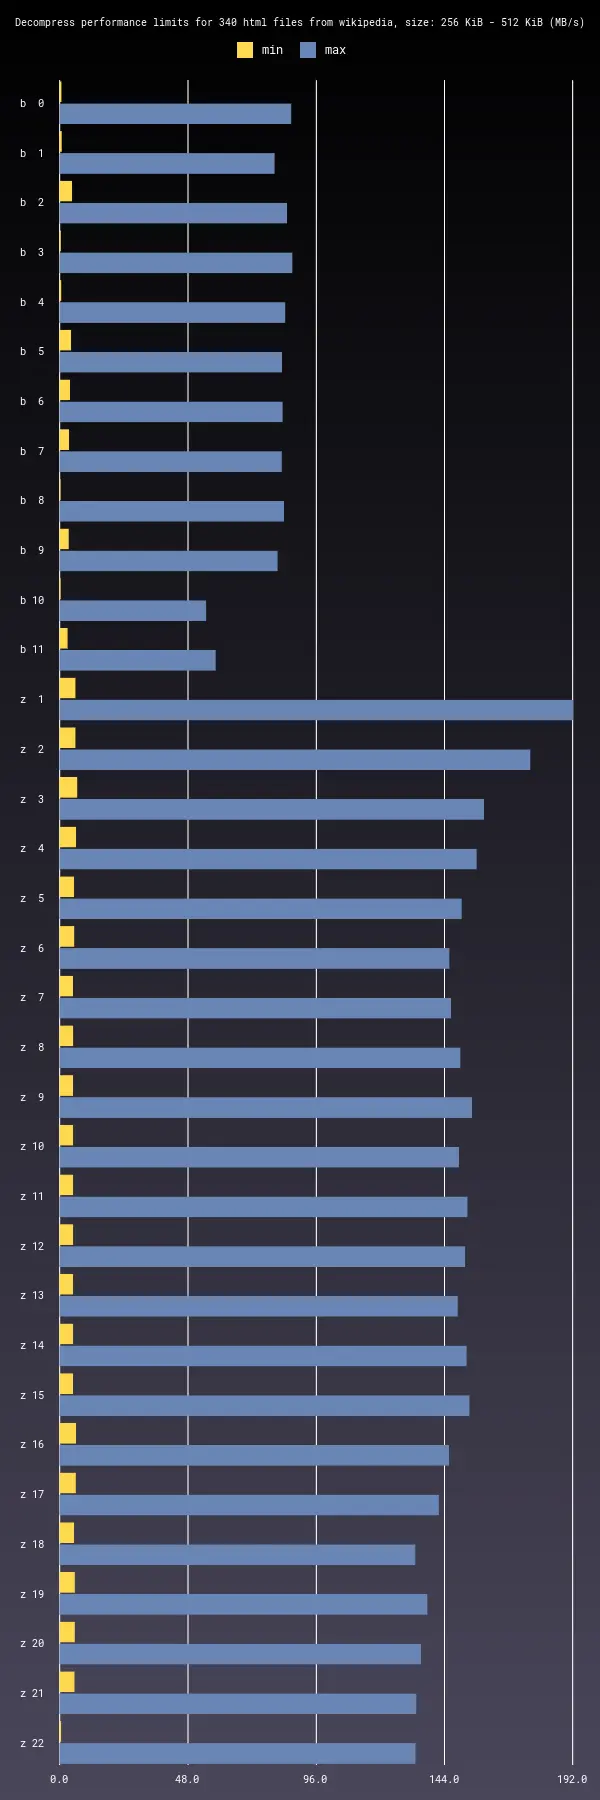 Decompress performance limits for 340 html files from wikipedia, size: 256 KiB - 512 KiB (MB/s)
min max
b 0
b 1
b 2
b 3
b 4
b 5
b 6
b 7
b 8
b 9
b 10
b 11
z 1
z 2
z 3
z 4
z 5
z 6
z 7
z 8
z 9
z 10
z 11
z 12
z 13
z 14
z 15
z 16
z 17
z 18
z 19
z 20
z 21
z 22
0.0 48.0 96.0 144.0 192.0